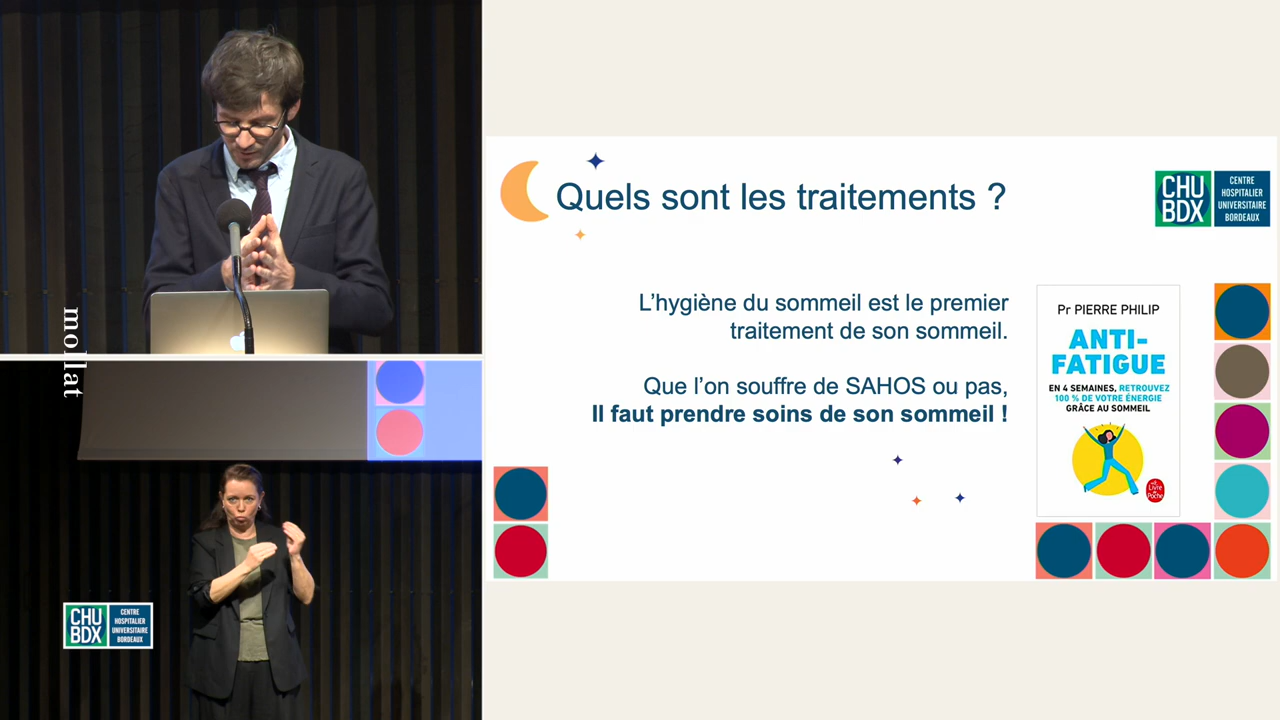 mollat
CHU
BDX
CENTRE
HOSPITALIER
UNIVERSITAIRE
BORDEAUX
Quels sont les traitements ?
CHU
BDX
CENTRE
HOSPITALIER
UNIVERSITAIRE
BORDEAUX
L'hygiène du sommeil est le premier
traitement de son sommeil.
Que l'on souffre de SAHOS ou pas,
Il faut prendre soins de son sommeil !
Pr PIERRE PHILIP
ANTI-
FATIGUE
EN 4 SEMAINES, RETROUVEZ
100 % DE VOTRE ÉNERGIE
GRÂCE AU SOMMEIL
Le
Livre
de
Poche